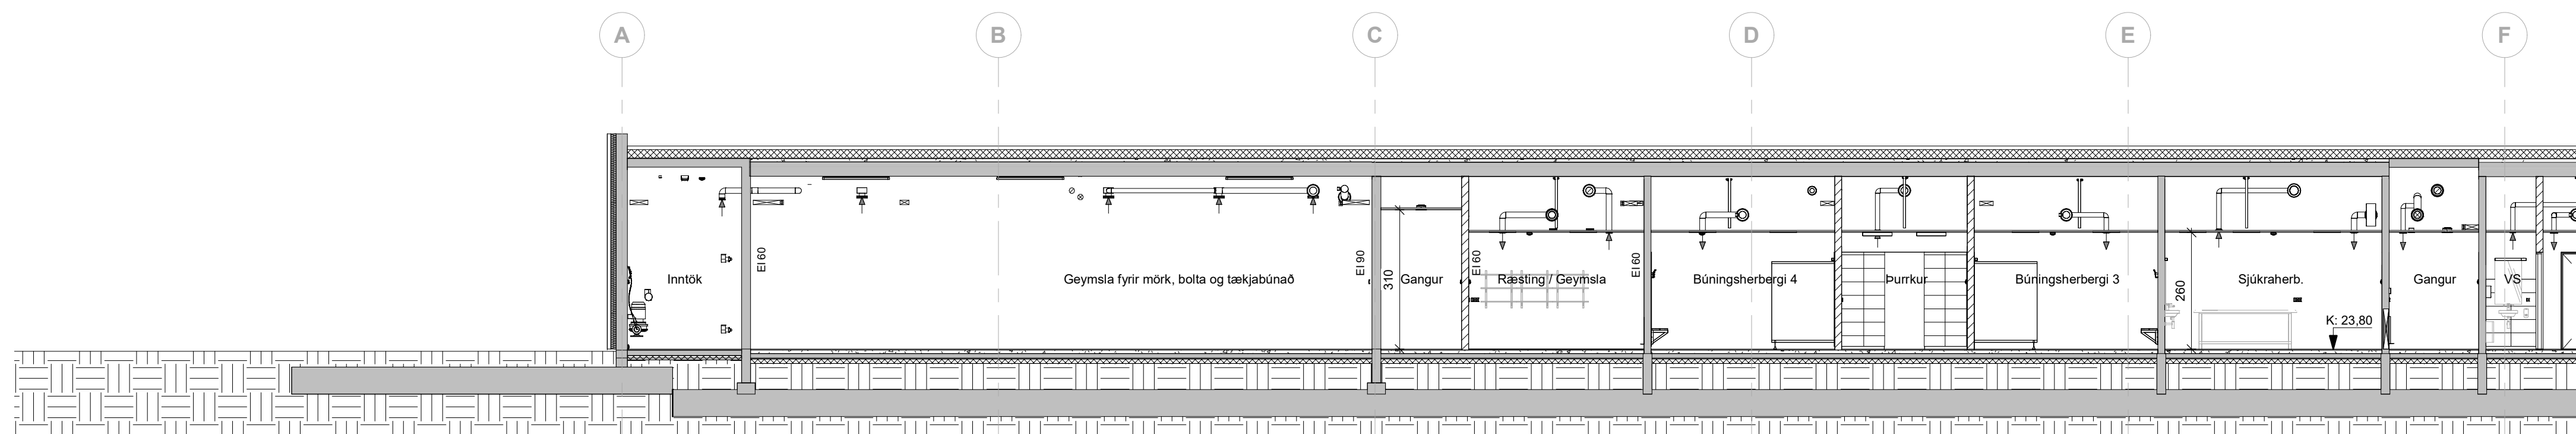 A
B
C
D
E
F
Inntök
EI 60
Geymsla fyrir mörk, bolta og tækjabúnað
EI 90
310
Gangur
EI 60
Ræsting / Geymsla
EI 60
Búningsherbergi 4
Þurrkur
Búningsherbergi 3
260
Sjúkraherb.
K: 23,80
Gangur
VS